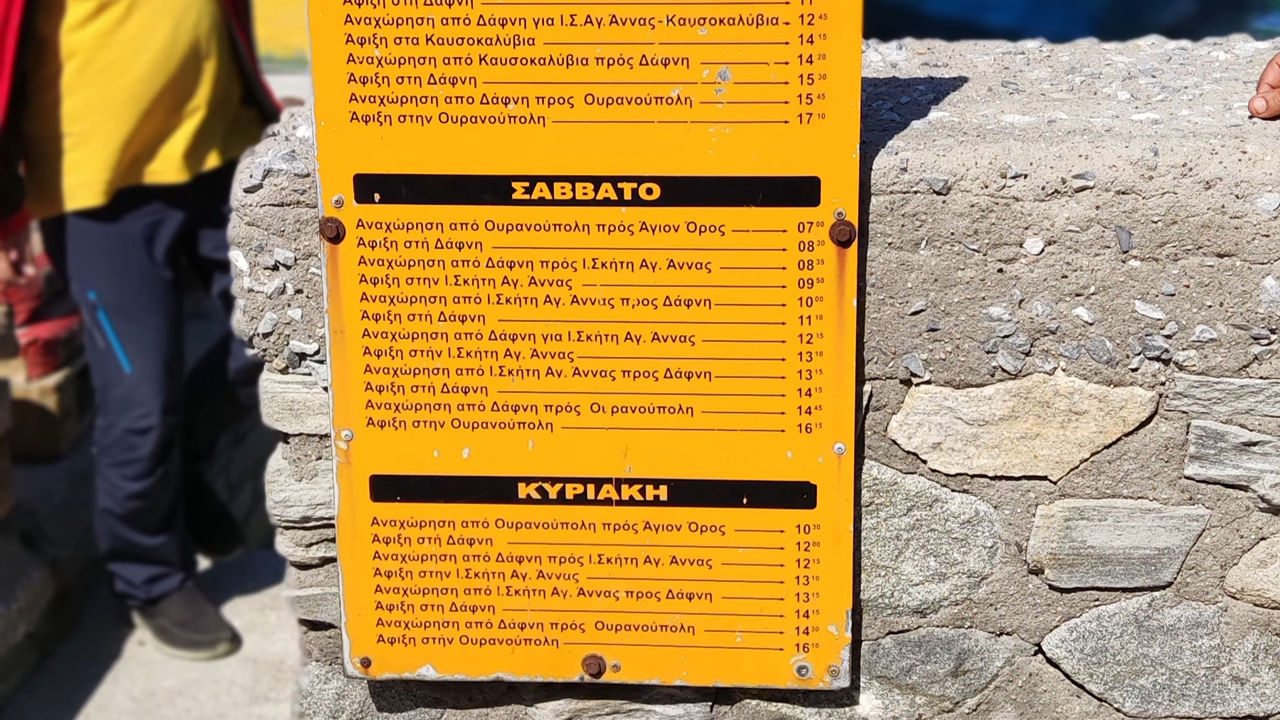 Άφιξη στη Δάφνη 11
Αναχώρηση από Δάφνη για Ι.Σ.Αγ. Άννας-Καυσοκαλύβια 12 45
Άφιξη στα Καυσοκαλύβια 14 15
Αναχώρηση από Καυσοκαλύβια πρός Δάφνη 14 20
Άφιξη στη Δάφνη 15 30
Αναχώρηση απο Δάφνη προς Ουρανούπολη 15 45
Άφιξη στην Ουρανούπολη 17 10
ΣΑΒΒΑΤΟ
Αναχώρηση από Ουρανούπολη πρός Άγιον Όρος 07 00
Άφιξη στή Δάφνη 08 30
Αναχώρηση από Δάφνη πρός Ι.Σκήτη Αγ. Άννας 08 35
Άφιξη στην Ι.Σκήτη Αγ. Άννας 09 50
Αναχώρηση από Ι.Σκήτη Αγ. Άννας προς Δάφνη 10 00
Άφιξη στή Δάφνη 11 10
Αναχώρηση από Δάφνη για Ι.Σκήτη Αγ. Άννας 12 15
Άφιξη στήν Ι.Σκήτη Αγ. Άννας 13 10
Αναχώρηση από Ι.Σκήτη Αγ. Άννας προς Δάφνη 13 15
Άφιξη στή Δάφνη 14 15
Αναχώρηση από Δάφνη πρός Ουρανούπολη 14 45
Άφιξη στην Ουρανούπολη 16 15
ΚΥΡΙΑΚΗ
Αναχώρηση από Ουρανούπολη πρός Άγιον Όρος 10 30
Άφιξη στή Δάφνη 12 00
Αναχώρηση από Δάφνη πρός Ι.Σκήτη Αγ. Άννας 12 15
Άφιξη στην Ι.Σκήτη Αγ. Άννας 13 10
Αναχώρηση από Ι.Σκήτη Αγ. Άννας προς Δάφνη 13 15
Άφιξη στη Δάφνη 14 15
Αναχώρηση από Δάφνη πρός Ουρανούπολη 14 30
Άφιξη στήν Ουρανούπολη 16 10